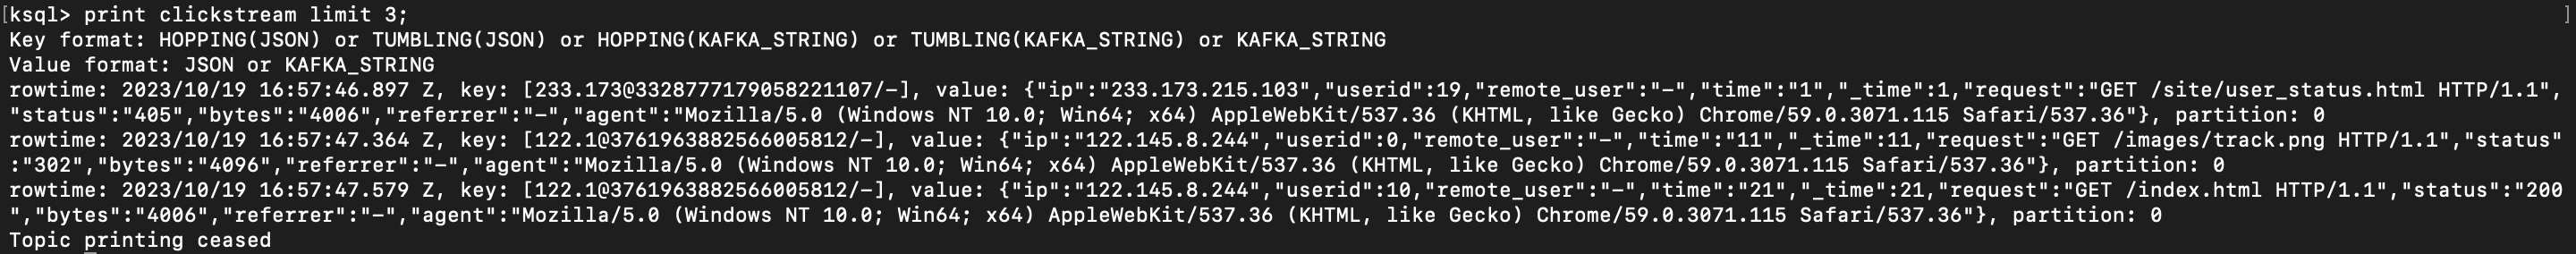 [ksql> print clickstream limit 3; ]
Key format: HOPPING(JSON) or TUMBLING(JSON) or HOPPING(KAFKA_STRING) or TUMBLING(KAFKA_STRING) or KAFKA_STRING
Value format: JSON or KAFKA_STRING
rowtime: 2023/10/19 16:57:46.897 Z, key: [233.173@3328777179058221107/-], value: {"ip":"233.173.215.103","userid":19,"remote_user":"-","time":"1","_time":1,"request":"GET /site/user_status.html HTTP/1.1",
"status":"405","bytes":"4006","referrer":"-","agent":"Mozilla/5.0 (Windows NT 10.0; Win64; x64) AppleWebKit/537.36 (KHTML, like Gecko) Chrome/59.0.3071.115 Safari/537.36"}, partition: 0
rowtime: 2023/10/19 16:57:47.364 Z, key: [122.1@3761963882566005812/-], value: {"ip":"122.145.8.244","userid":0,"remote_user":"-","time":"11","_time":11,"request":"GET /images/track.png HTTP/1.1","status"
:"302","bytes":"4096","referrer":"-","agent":"Mozilla/5.0 (Windows NT 10.0; Win64; x64) AppleWebKit/537.36 (KHTML, like Gecko) Chrome/59.0.3071.115 Safari/537.36"}, partition: 0
rowtime: 2023/10/19 16:57:47.579 Z, key: [122.1@3761963882566005812/-], value: {"ip":"122.145.8.244","userid":10,"remote_user":"-","time":"21","_time":21,"request":"GET /index.html HTTP/1.1","status":"200
","bytes":"4006","referrer":"-","agent":"Mozilla/5.0 (Windows NT 10.0; Win64; x64) AppleWebKit/537.36 (KHTML, like Gecko) Chrome/59.0.3071.115 Safari/537.36"}, partition: 0
Topic printing ceased